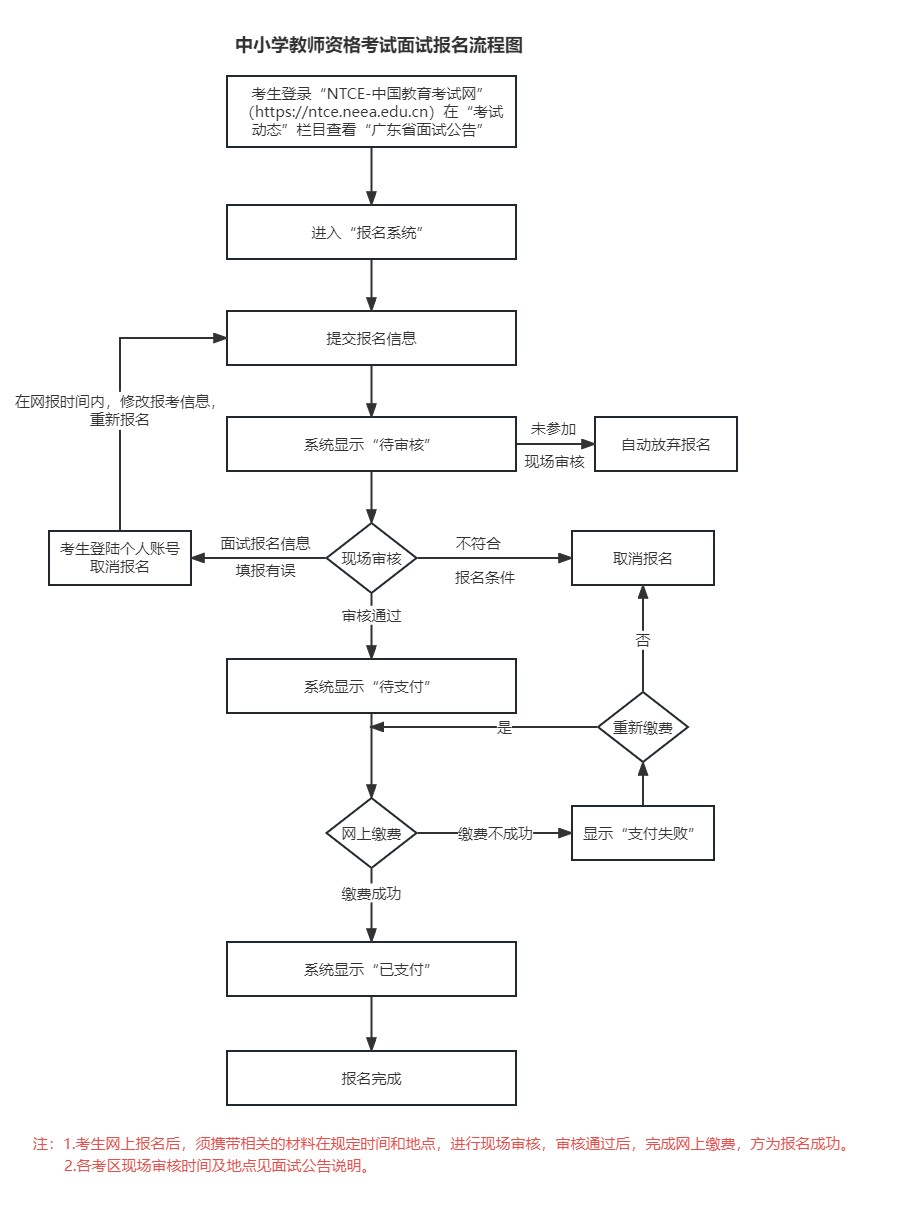 中小学教师资格考试面试报名流程图
考生登录“NTCE-中国教育考试网”
（https://ntce.neea.edu.cn）在“考试
动态”栏目查看“广东省面试公告”
进入“报名系统”
提交报名信息
在网报时间内，修改报考信息，
重新报名
系统显示“待审核”
未参加
现场审核
自动放弃报名
考生登陆个人账号
取消报名
面试报名信息
填报有误
现场审核
不符合
报名条件
取消报名
审核通过
否
系统显示“待支付”
是
重新缴费
网上缴费
缴费不成功
显示“支付失败”
缴费成功
系统显示“已支付”
报名完成
注：1.考生网上报名后，须携带相关的材料在规定时间和地点，进行现场审核，审核通过后，完成网上缴费，方为报名成功。
2.各考区现场审核时间及地点见面试公告说明。